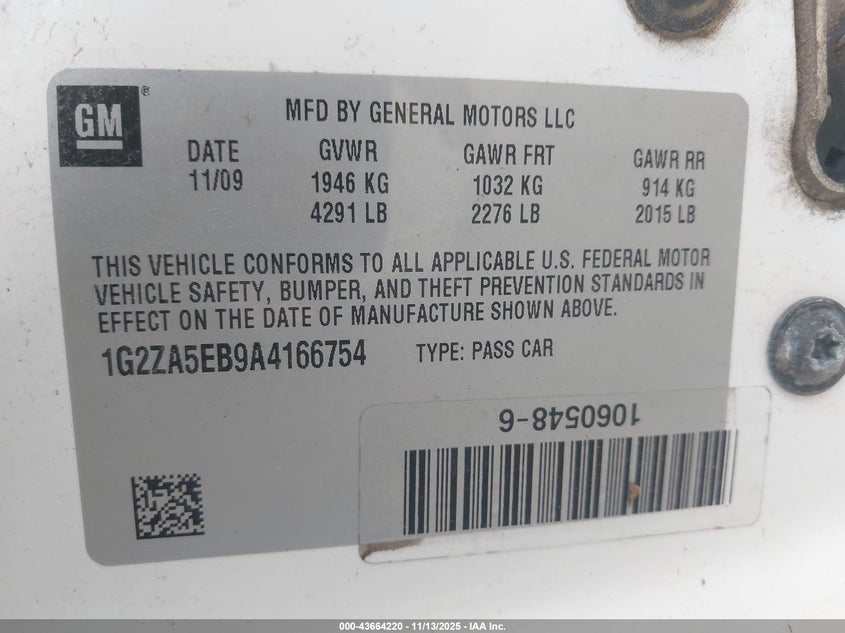 GM®
MFD BY GENERAL MOTORS LLC
DATE GVWR GAWR FRT GAWR RR
11/09 1946 KG 1032 KG 914 KG
4291 LB 2276 LB 2015 LB
THIS VEHICLE CONFORMS TO ALL APPLICABLE U.S. FEDERAL MOTOR
VEHICLE SAFETY, BUMPER, AND THEFT PREVENTION STANDARDS IN
EFFECT ON THE DATE OF MANUFACTURE SHOWN ABOVE.
1G2ZA5EB9A4166754 TYPE: PASS CAR
1060548-6
000-43664220 - 11/13/2025 - IAA Inc.